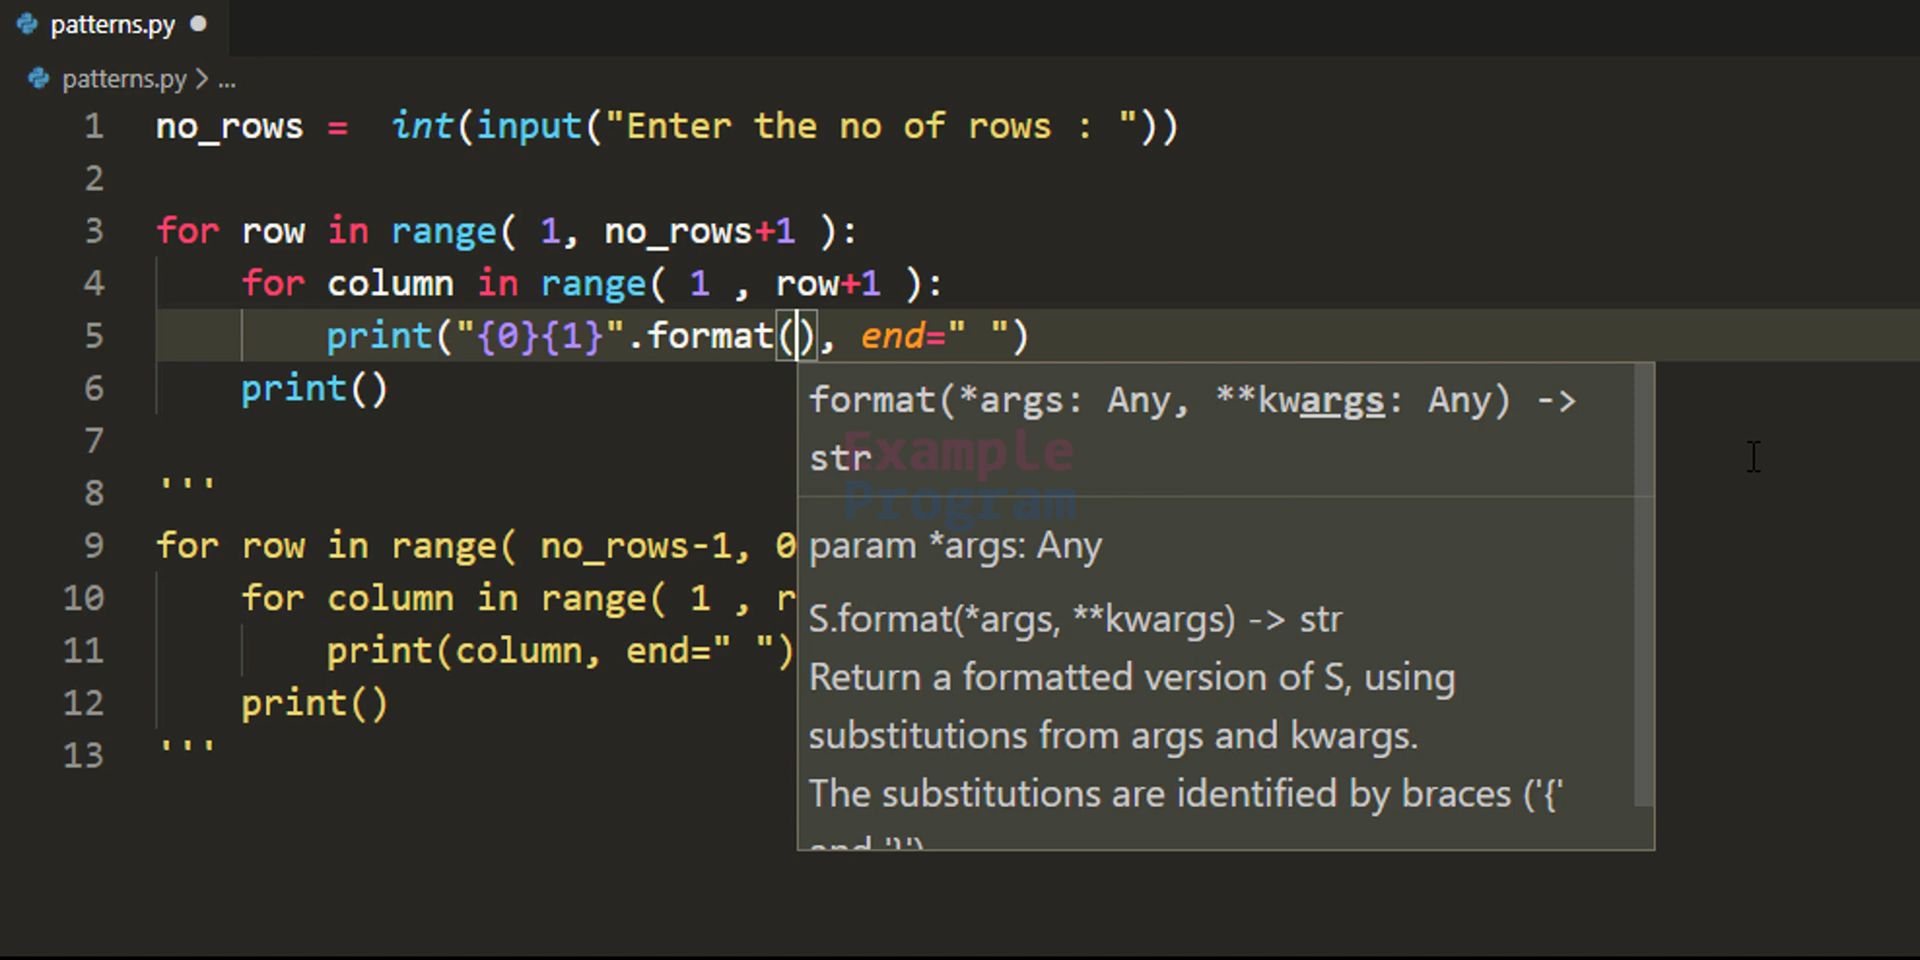 patterns.py
patterns.py > ...
1 no_rows =  int(input("Enter the no of rows : "))
2
3 for row in range( 1, no_rows+1 ):
4     for column in range( 1 , row+1 ):
5         print("{0}{1}".format(), end=" ")
6     print()
7
8 '''
9 for row in range( no_rows-1, 0
10     for column in range( 1 , r
11         print(column, end=" ")
12     print()
13 '''
format(*args: Any, **kwargs: Any) ->
str
Example
Program
param *args: Any
S.format(*args, **kwargs) -> str
Return a formatted version of S, using
substitutions from args and kwargs.
The substitutions are identified by braces ('{'
and '}').